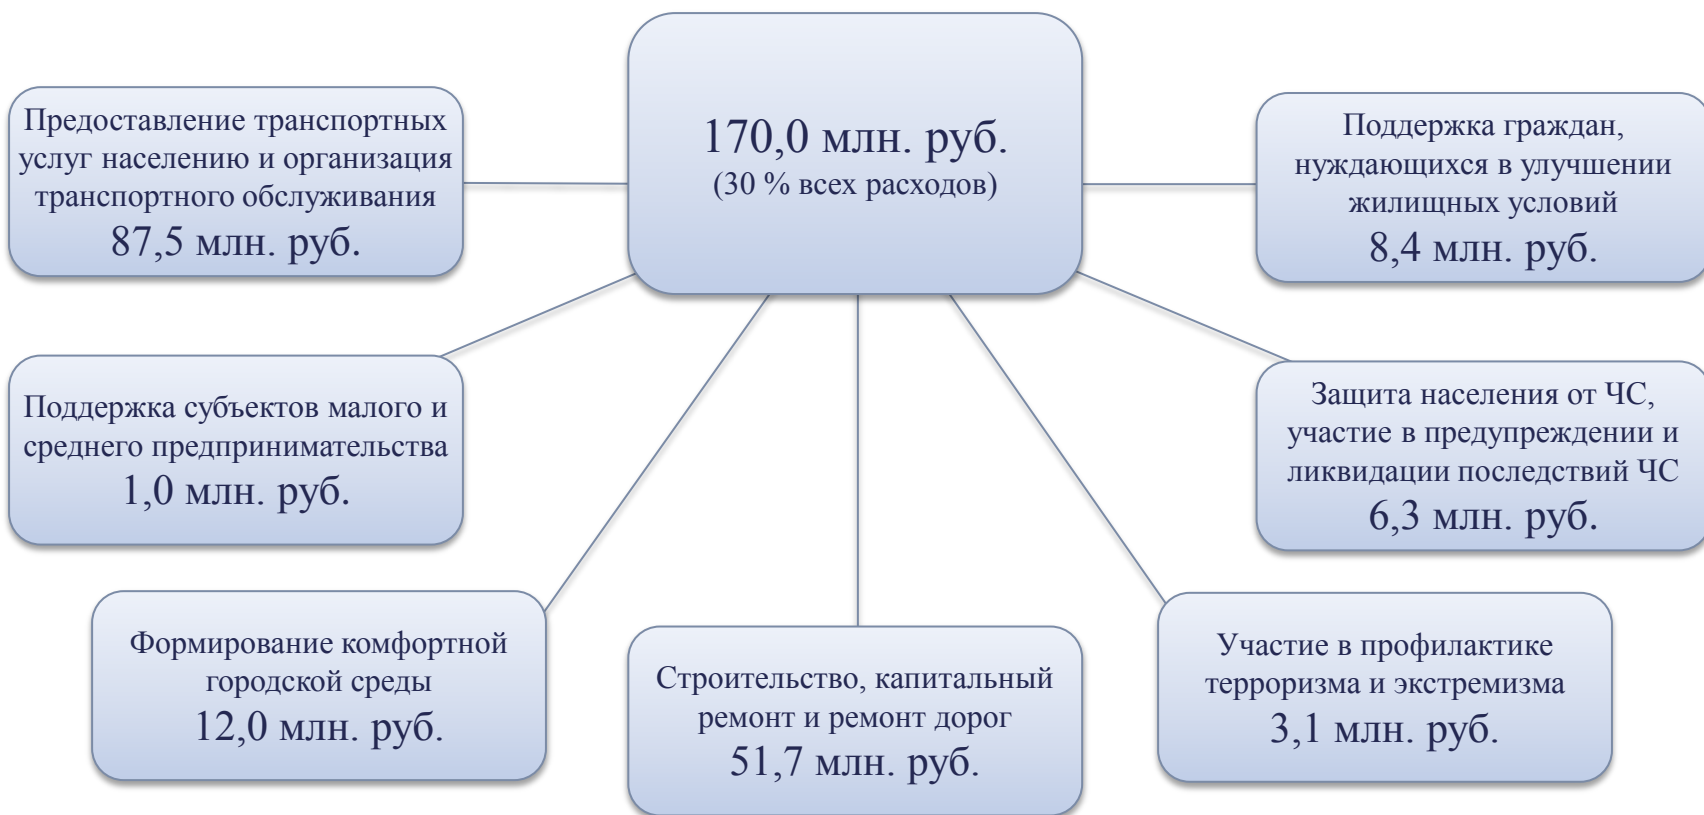 170,0 млн. руб.
(30 % всех расходов)
Предоставление транспортных
услуг населению и организация
транспортного обслуживания
87,5 млн. руб.
Поддержка граждан,
нуждающихся в улучшении
жилищных условий
8,4 млн. руб.
Поддержка субъектов малого и
среднего предпринимательства
1,0 млн. руб.
Защита населения от ЧС,
участие в предупреждении и
ликвидации последствий ЧС
6,3 млн. руб.
Формирование комфортной
городской среды
12,0 млн. руб.
Строительство, капитальный
ремонт и ремонт дорог
51,7 млн. руб.
Участие в профилактике
терроризма и экстремизма
3,1 млн. руб.